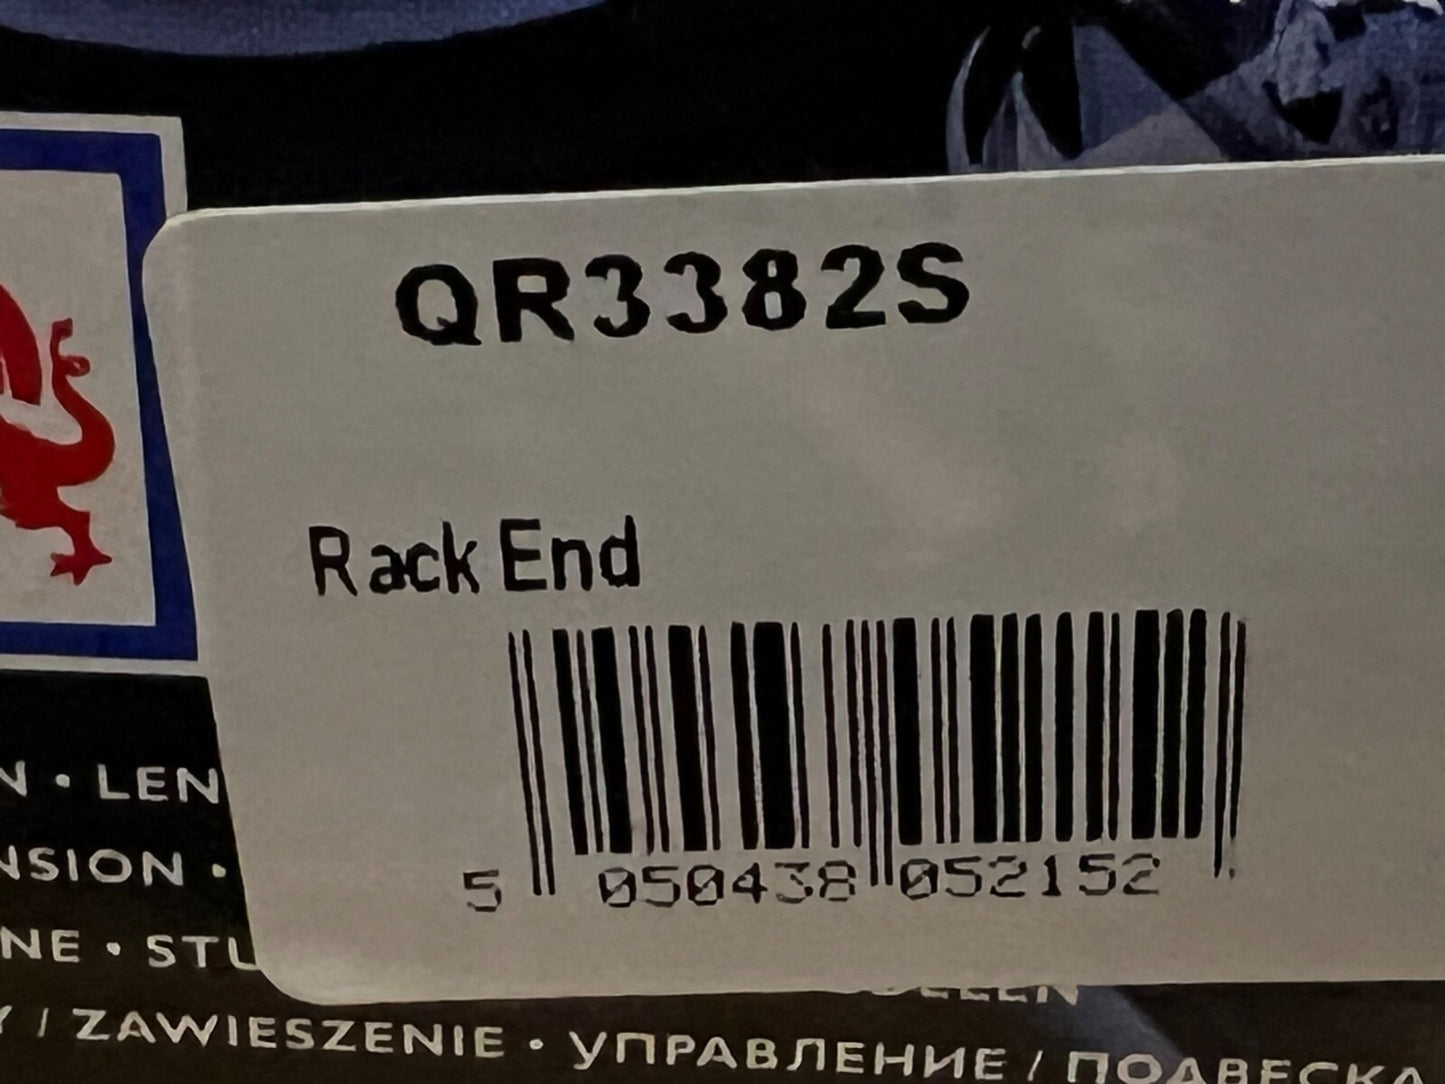 QR3382S
Rack End
5 050438 052152
N • LEN
NSION •
NE • STU
Y / ZAWIESZENIE • УПРАВЛЕНИЕ / ПОДВЕСКА